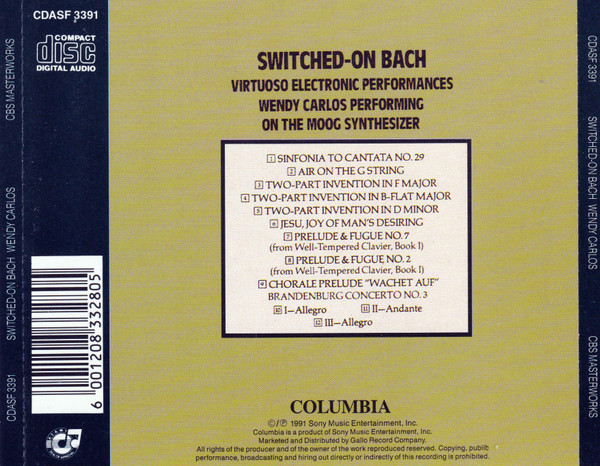 CDASF 3391
COMPACT
disc
DIGITAL AUDIO
CBS MASTERWORKS
WENDY CARLOS
SWITCHED-ON BACH
CDASF 3391
6 001208 332805
SWITCHED-ON BACH
VIRTUOSO ELECTRONIC PERFORMANCES
WENDY CARLOS PERFORMING
ON THE MOOG SYNTHESIZER
1 SINFONIA TO CANTATA NO. 29
2 AIR ON THE G STRING
3 TWO-PART INVENTION IN F MAJOR
4 TWO-PART INVENTION IN B-FLAT MAJOR
5 TWO-PART INVENTION IN D MINOR
6 JESU, JOY OF MAN'S DESIRING
7 PRELUDE & FUGUE NO. 7
(from Well-Tempered Clavier, Book I)
8 PRELUDE & FUGUE NO. 2
(from Well-Tempered Clavier, Book I)
9 CHORALE PRELUDE "WACHET AUF"
BRANDENBURG CONCERTO NO. 3
10 I—Allegro 11 II—Andante
12 III—Allegro
COLUMBIA
©/℗ 1991 Sony Music Entertainment, Inc.
Columbia is a product of Sony Music Entertainment, Inc.
Marketed and Distributed by Gallo Record Company.
All rights of the producer and of the owner of the work reproduced reserved. Copying, public
performance, broadcasting and hiring out directly or indirectly of this recording is prohibited.
CDASF 3391
SWITCHED-ON BACH WENDY CARLOS
CBS MASTERWORKS